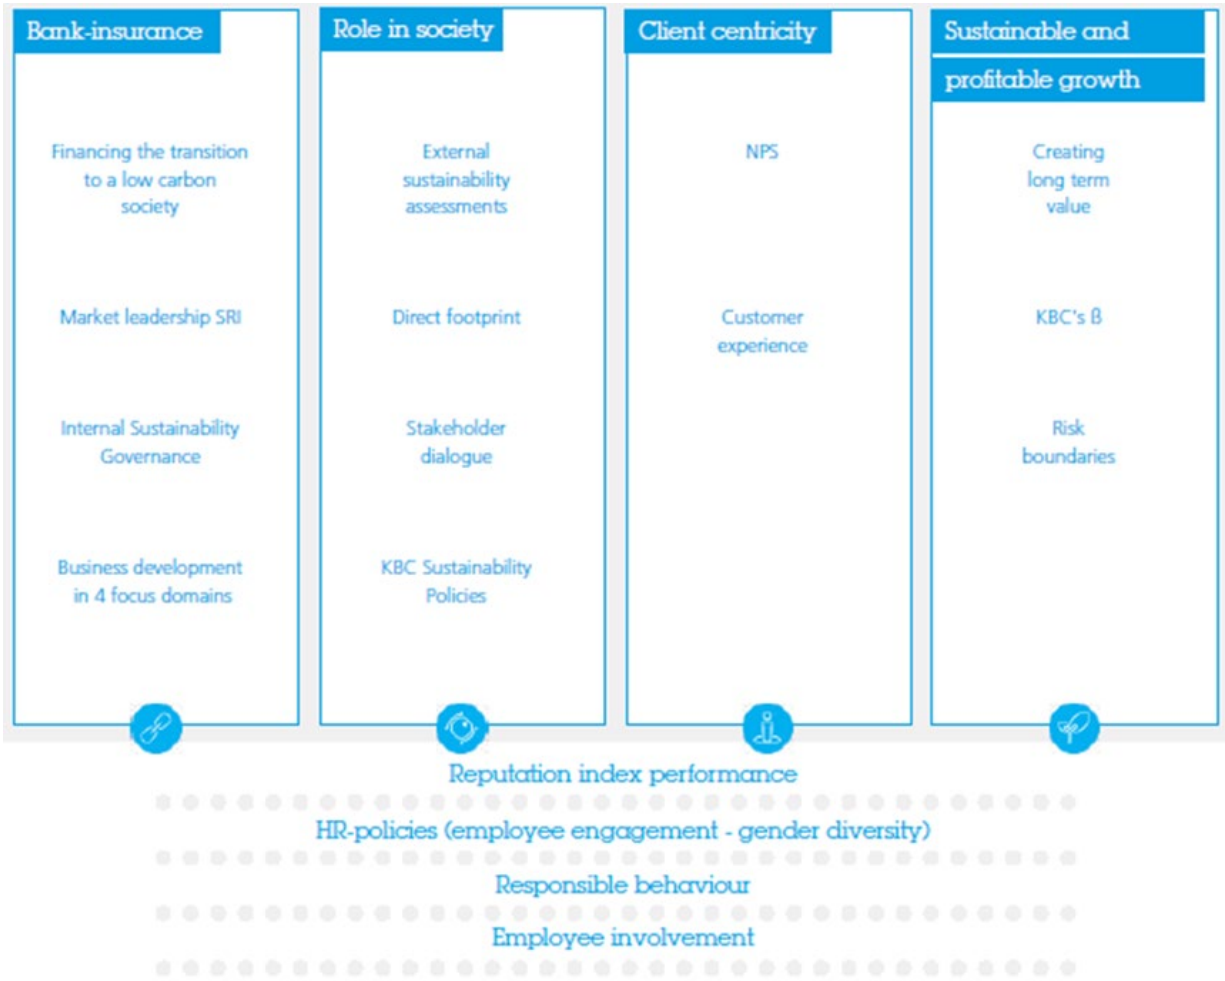 Bank-insurance
Financing the transition
to a low carbon
society
Market leadership SRI
Internal Sustainability
Governance
Business development
in 4 focus domains
Role in society
External
sustainability
assessments
Direct footprint
Stakeholder
dialogue
KBC Sustainability
Policies
Client centricity
NPS
Customer
experience
Sustainable and
profitable growth
Creating
long term
value
KBC's ß
Risk
boundaries
Reputation index performance
HR-policies (employee engagement - gender diversity)
Responsible behaviour
Employee involvement